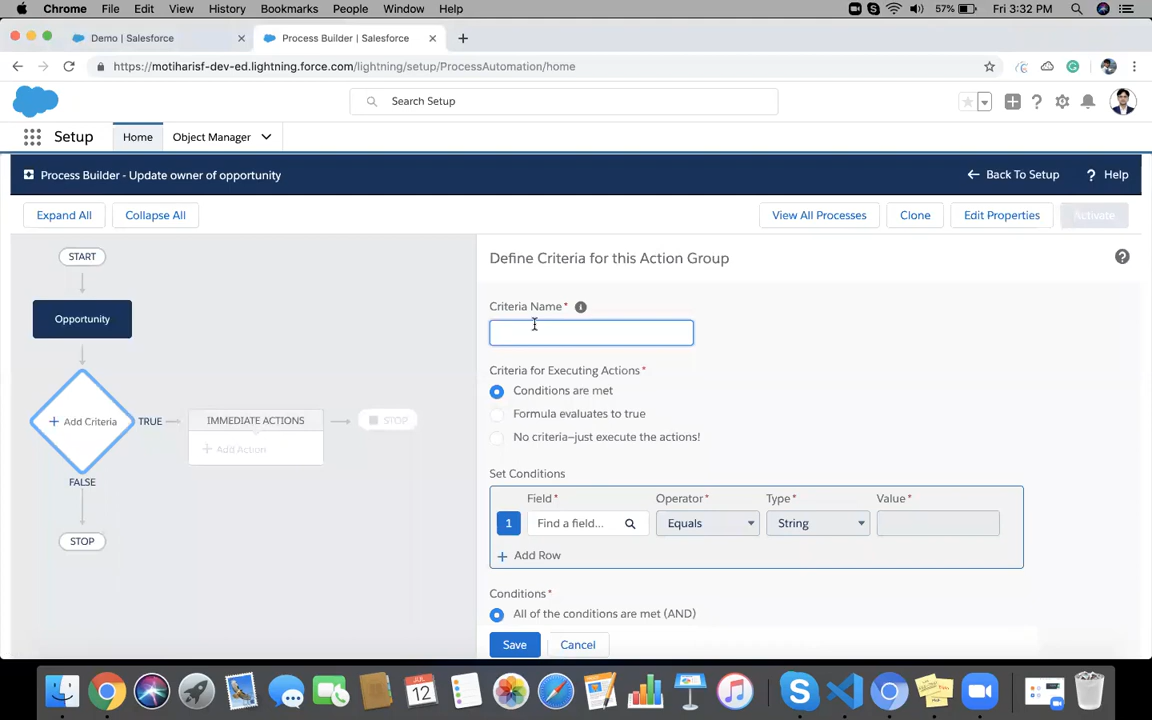 Chrome File Edit View History Bookmarks People Window Help 57% Fri 3:32 PM
Demo | Salesforce Process Builder | Salesforce
https://motiharisf-dev-ed.lightning.force.com/lightning/setup/ProcessAutomation/home
Search Setup
Setup Home Object Manager
Process Builder - Update owner of opportunity Back To Setup ? Help
Expand All Collapse All View All Processes Clone Edit Properties Activate
START
Opportunity
+ Add Criteria
TRUE
IMMEDIATE ACTIONS
+ Add Action
STOP
FALSE
STOP
Define Criteria for this Action Group
Criteria Name*
Criteria for Executing Actions*
Conditions are met
Formula evaluates to true
No criteria—just execute the actions!
Set Conditions
Field* Operator* Type* Value*
1 Find a field... Equals String
+ Add Row
Conditions*
All of the conditions are met (AND)
Save Cancel
JUL
12